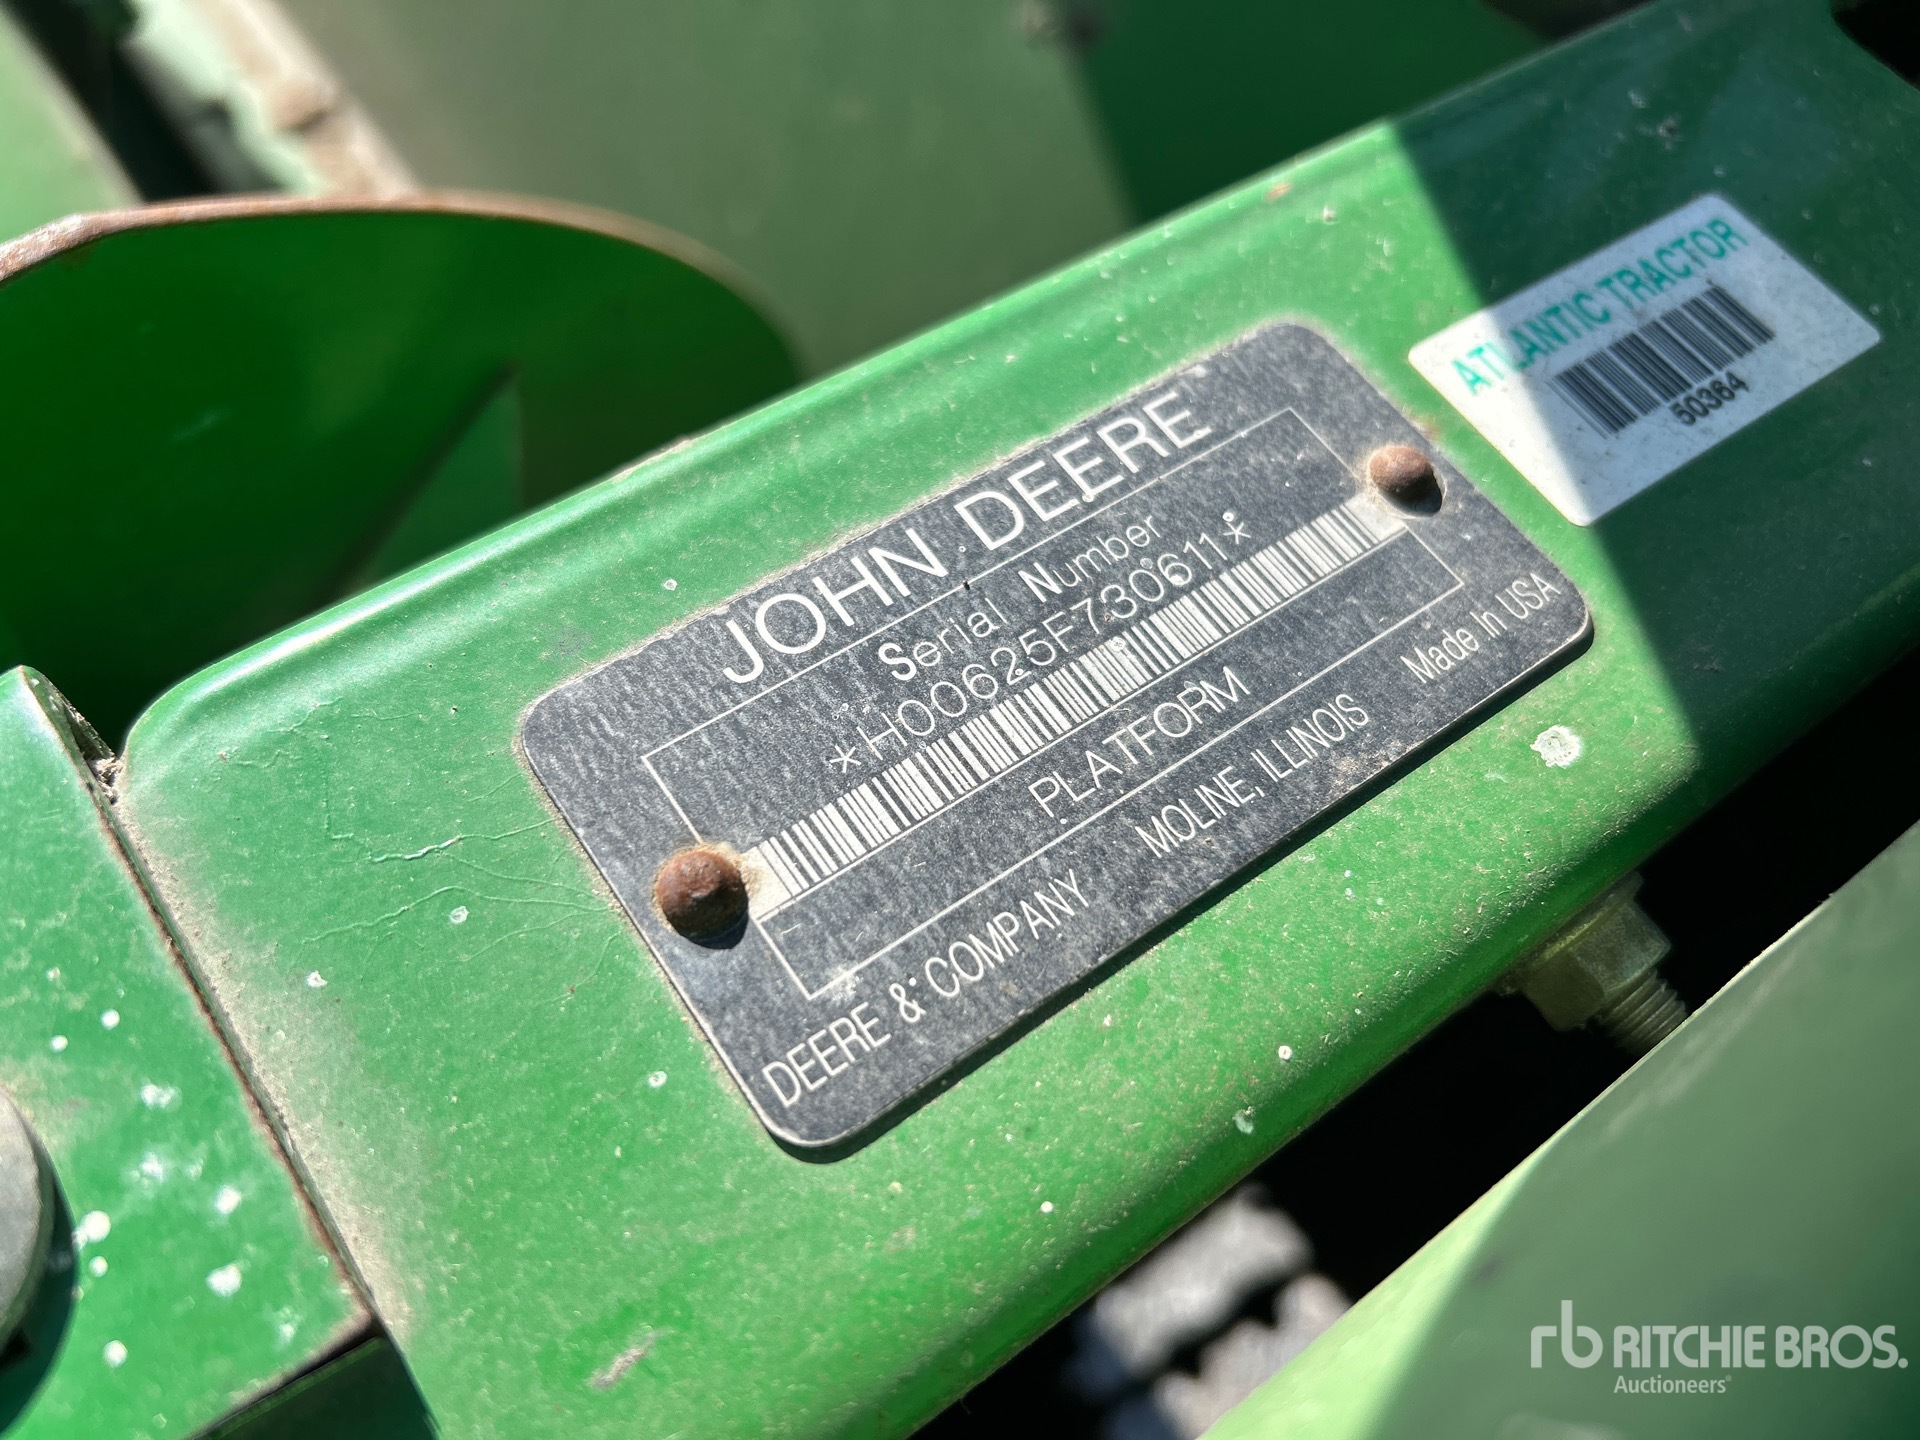 ATLANTIC TRACTOR
50364
JOHN DEERE
Serial Number
*H00625F730611*
PLATFORM
DEERE & COMPANY MOLINE, ILLINOIS Made In USA
rb RITCHIE BROS.
Auctioneers